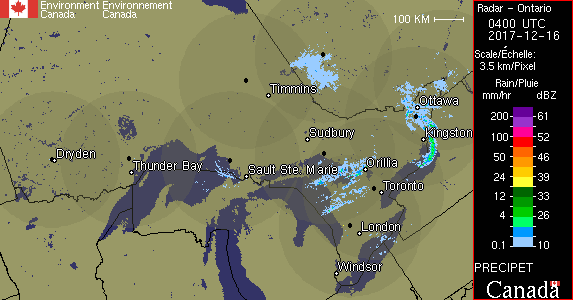 Environment Environnement
Canada Canada
100 KM
Timmins
Ottawa
Sudbury
Kingston
Dryden
Thunder Bay
Sault Ste. Marie
Orillia
Toronto
London
Windsor
Radar - Ontario
0400 UTC
2017-12-16
Scale/Échelle:
3.5 km/Pixel
Rain/Pluie
mm/hr dBZ
200 61
100 52
50 46
24 39
12 33
4 26
0.1 10
PRECIPET
Canada